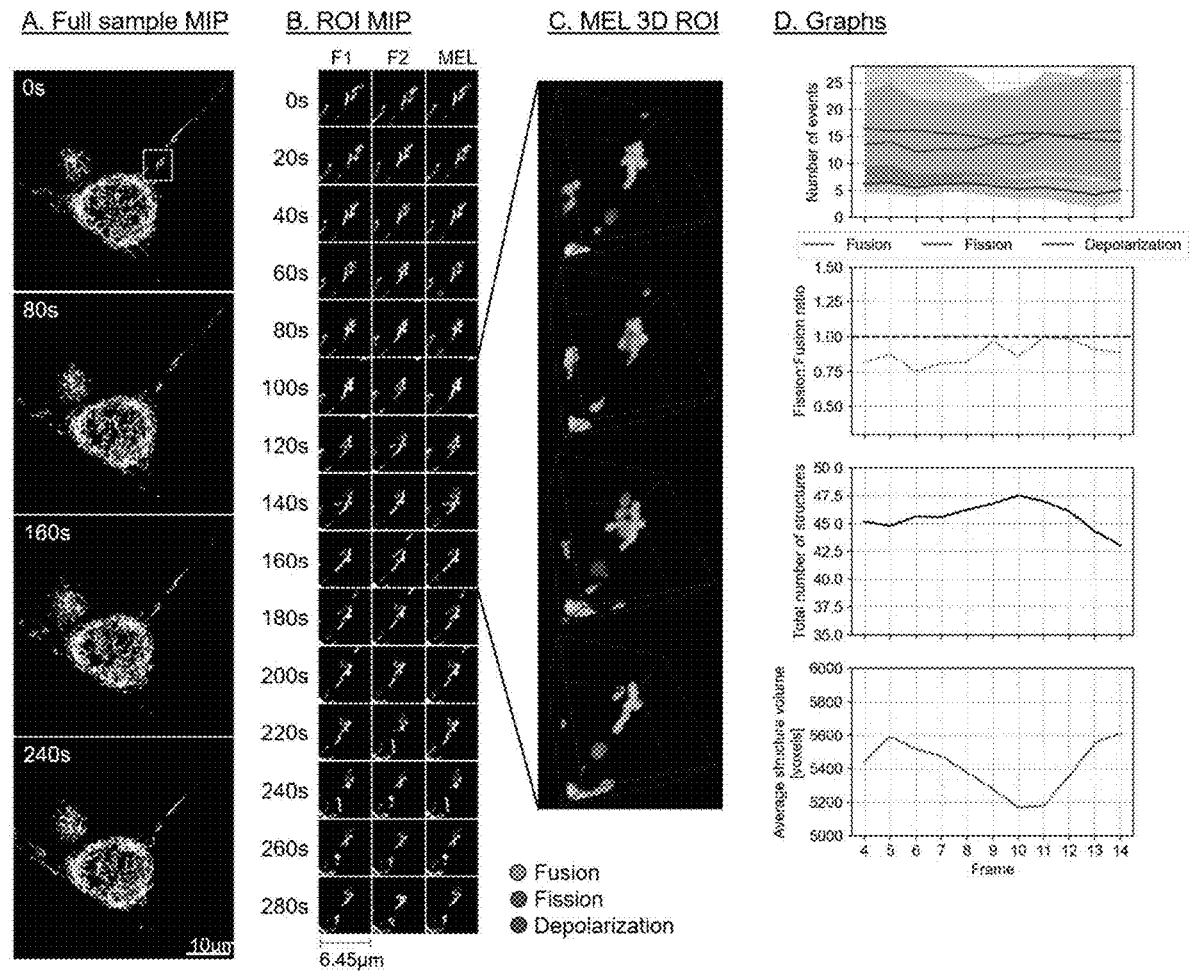 A. Full sample MIP
B. ROI MIP
C. MEL 3D ROI
D. Graphs
0s
80s
160s
240s
10um
F1 F2 MEL
0s
20s
40s
60s
80s
100s
120s
140s
160s
180s
200s
220s
240s
260s
280s
6.45µm
Fusion
Fission
Depolarization
Number of events
25
20
15
10
5
0
Fusion Fission Depolarization
Fission:Fusion ratio
1.50
1.25
1.00
0.75
0.50
Total number of structures
50.0
47.5
45.0
42.5
40.0
37.5
35.0
Average structure volume
[voxels]
6000
5800
5600
5400
5200
5000
4 5 6 7 8 9 10 11 12 13 14
Frame